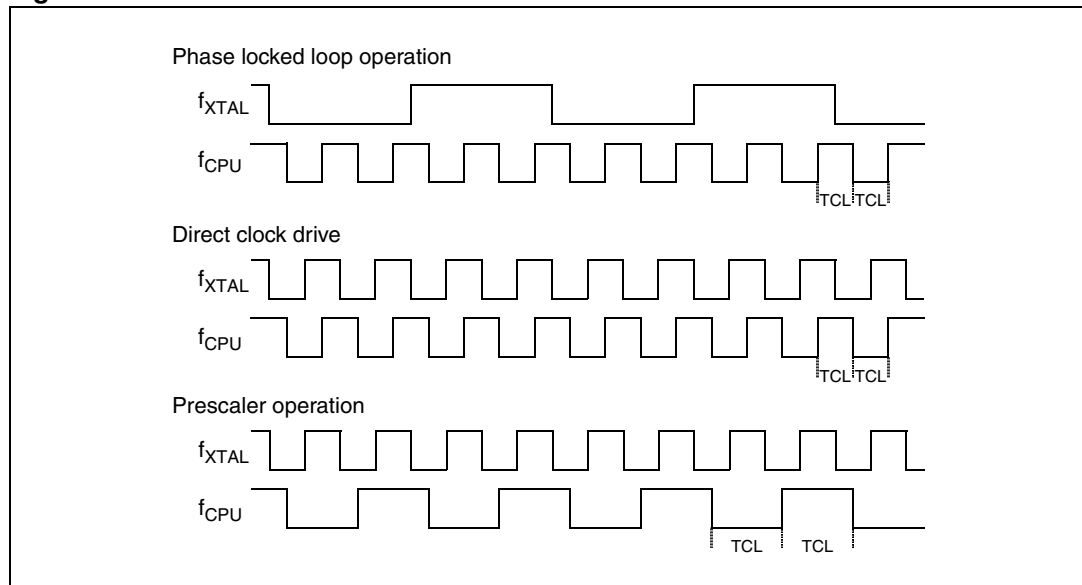 Phase locked loop operation
fXTAL
fCPU
TCL TCL
Direct clock drive
fXTAL
fCPU
TCL TCL
Prescaler operation
fXTAL
fCPU
TCL TCL